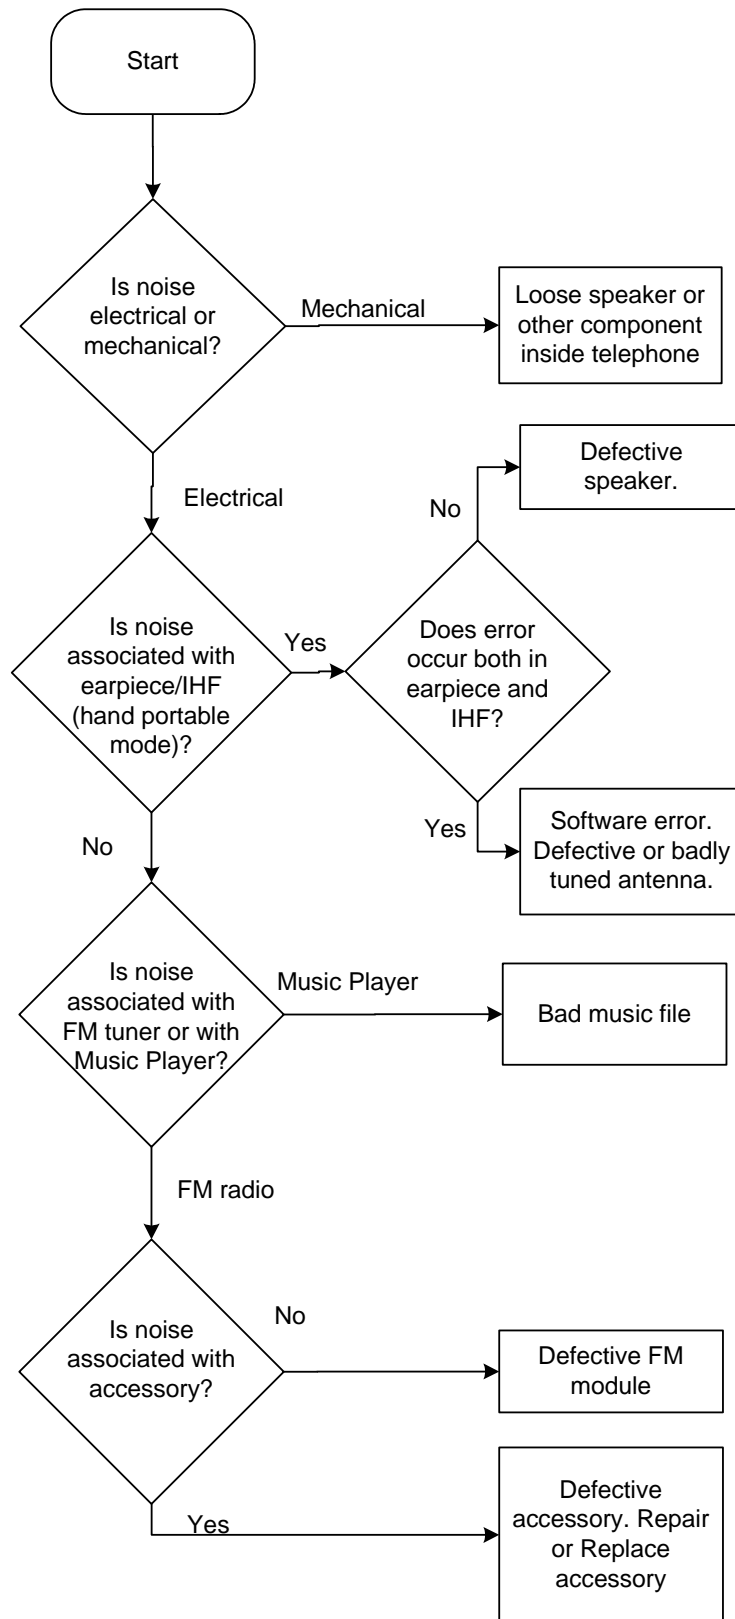 Start
Is noise
electrical or
mechanical?
Mechanical
Loose speaker or
other component
inside telephone
Electrical
Defective
speaker.
No
Is noise
associated with
earpiece/IHF
(hand portable
mode)?
Yes
Does error
occur both in
earpiece and
IHF?
Yes
Software error.
Defective or badly
tuned antenna.
No
Is noise
associated with
FM tuner or with
Music Player?
Music Player
Bad music file
FM radio
Is noise
associated with
accessory?
No
Defective FM
module
Yes
Defective
accessory. Repair
or Replace
accessory